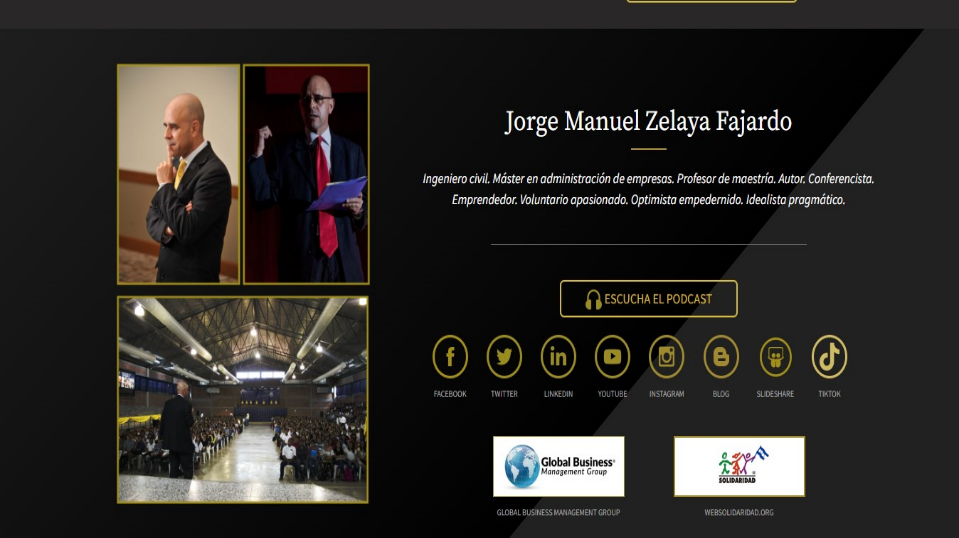 Jorge Manuel Zelaya Fajardo
Ingeniero civil. Máster en administración de empresas. Profesor de maestría. Autor. Conferencista.
Emprendedor. Voluntario apasionado. Optimista empedernido. Idealista pragmático.
ESCUCHA EL PODCAST
FACEBOOK TWITTER LINKEDIN YOUTUBE INSTAGRAM BLOG SLIDESHARE TIKTOK
Global Business
Management Group
SOLIDARIDAD
GLOBAL BUSINESS MANAGEMENT GROUP WEBSOLIDARIDAD.ORG